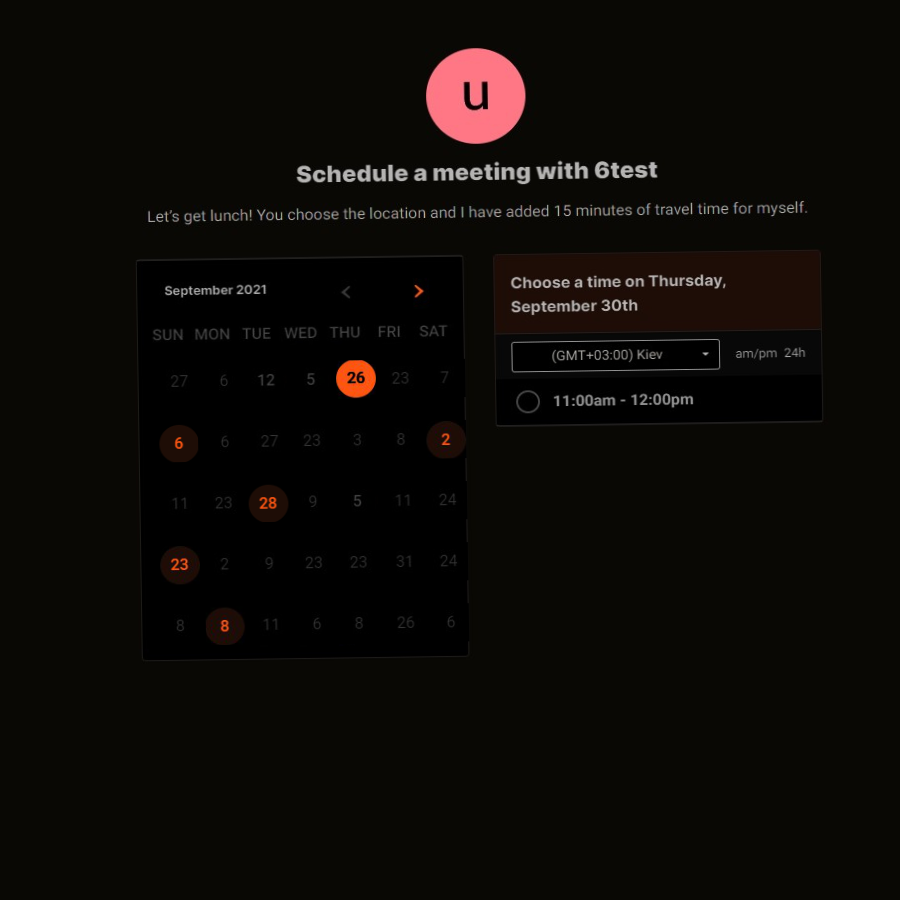 u
Schedule a meeting with 6test
Let's get lunch! You choose the location and I have added 15 minutes of travel time for myself.
September 2021
SUN MON TUE WED THU FRI SAT
27 6 12 5 26 23 7
6 6 27 23 3 8 2
11 23 28 9 5 11 24
23 2 9 23 23 31 24
8 8 11 6 8 26 6
Choose a time on Thursday,
September 30th
(GMT+03:00) Kiev am/pm 24h
11:00am - 12:00pm